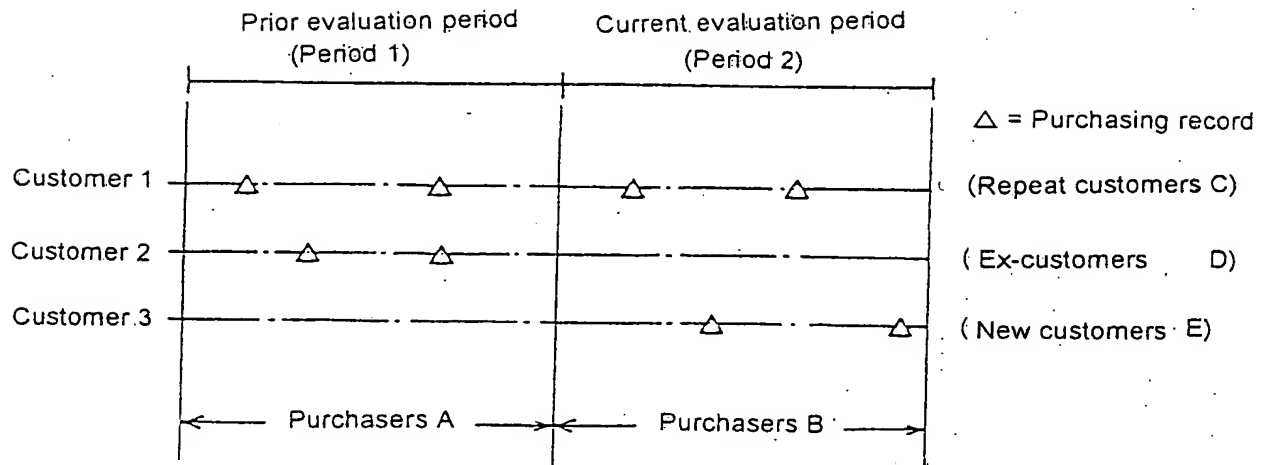 Prior evaluation period
(Period 1)
Current evaluation period
(Period 2)
△ = Purchasing record
Customer 1
(Repeat customers C)
Customer 2
(Ex-customers D)
Customer 3
(New customers E)
Purchasers A
Purchasers B